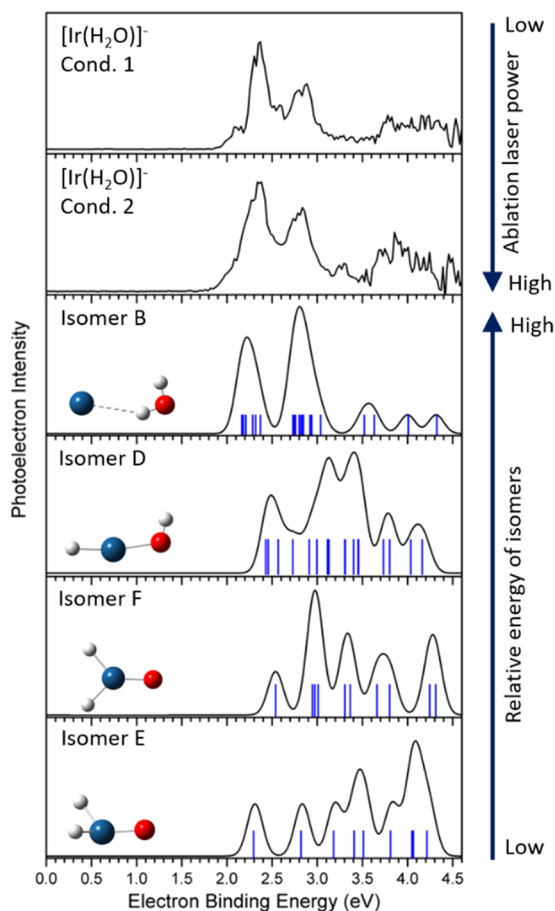 [Ir(H₂O)]⁻
Cond. 1
Low
[Ir(H₂O)]⁻
Cond. 2
Ablation laser power
High
High
Isomer B
Photoelectron Intensity
Isomer D
Isomer F
Relative energy of isomers
Isomer E
Low
0.0 0.5 1.0 1.5 2.0 2.5 3.0 3.5 4.0 4.5
Electron Binding Energy (eV)